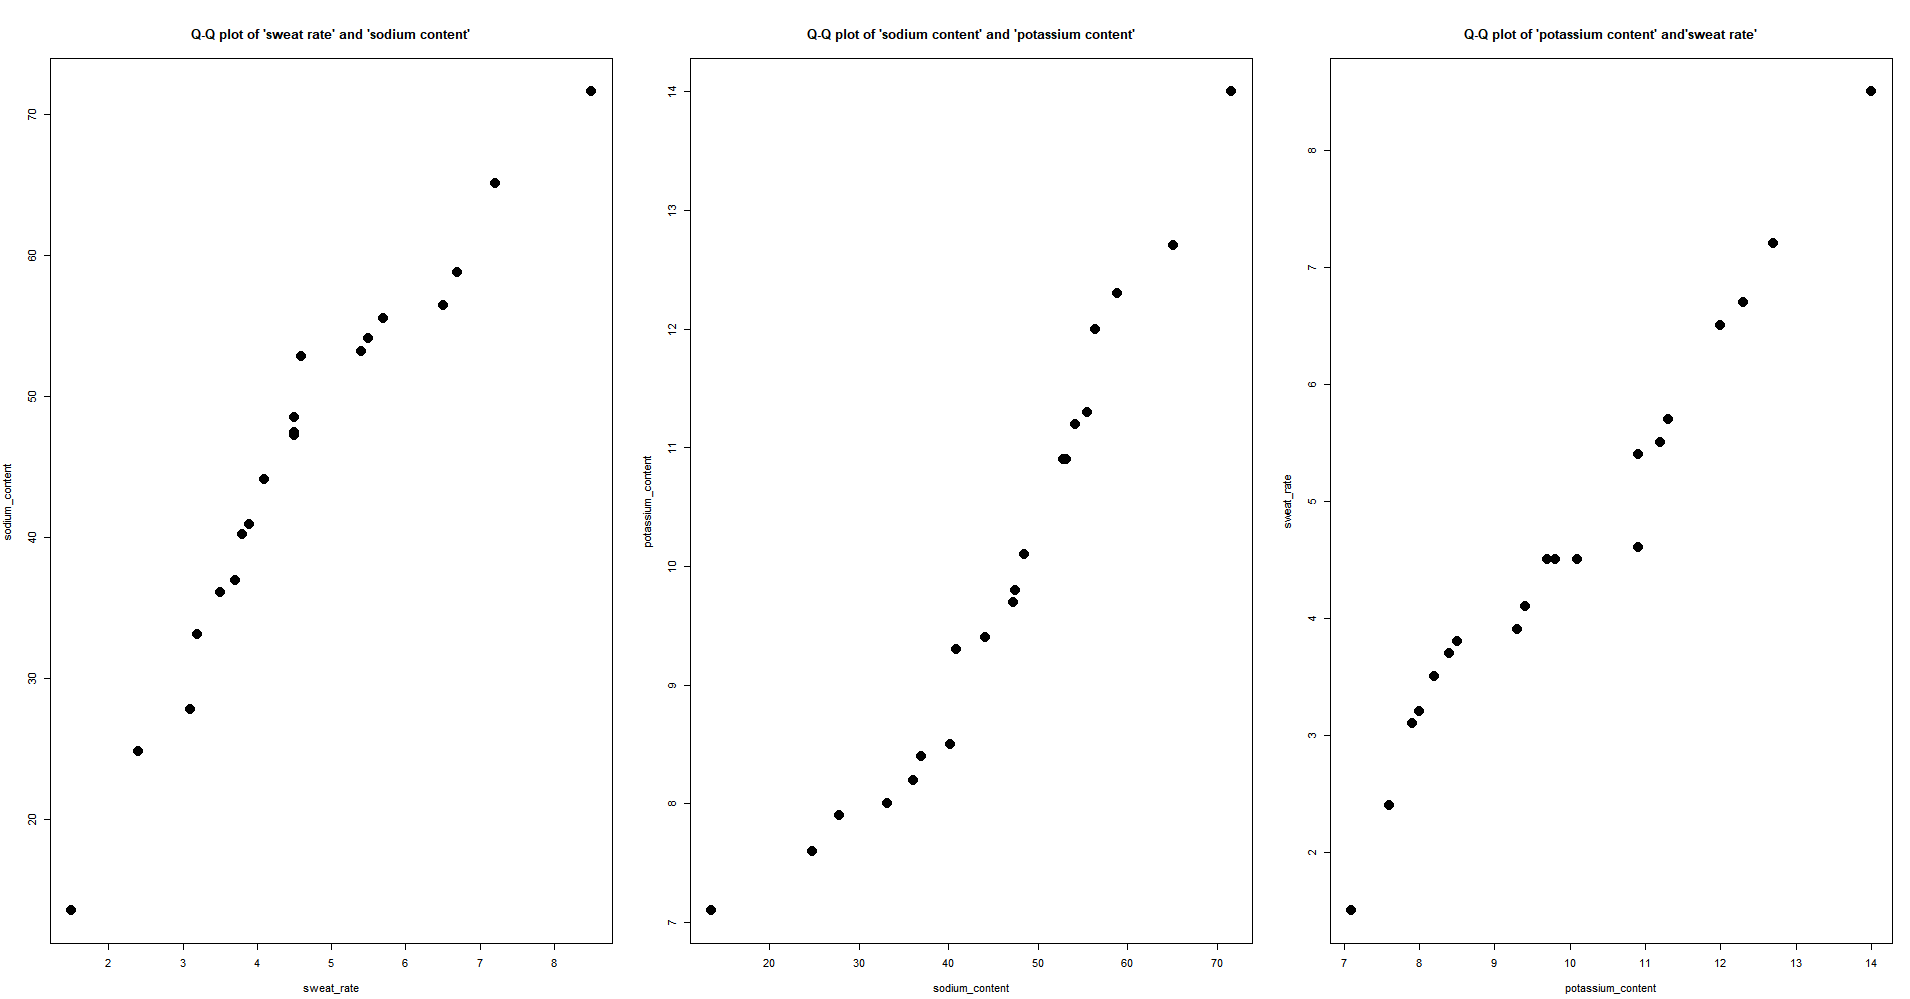 Q-Q plot of 'sweat rate' and 'sodium content'
70
60
50
40
30
20
sodium_content
2 3 4 5 6 7 8
sweat_rate
Q-Q plot of 'sodium content' and 'potassium content'
14
13
12
11
10
9
8
7
potassium_content
20 30 40 50 60 70
sodium_content
Q-Q plot of 'potassium content' and'sweat rate'
8
7
6
5
4
3
2
sweat_rate
7 8 9 10 11 12 13 14
potassium_content